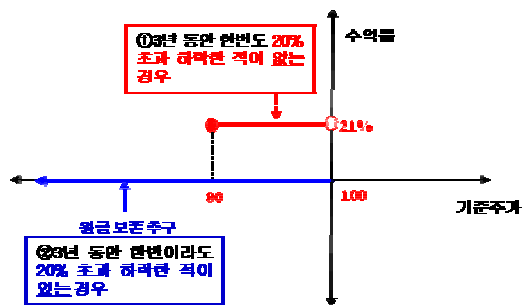 ①3년 동안 한번도 20%
초과 하락한 적이 없는
경우
수익률
21%
80
100
기준주가
원금 보존 추구
②3년 동안 한번이라도
20% 초과 하락한 적이
있는 경우